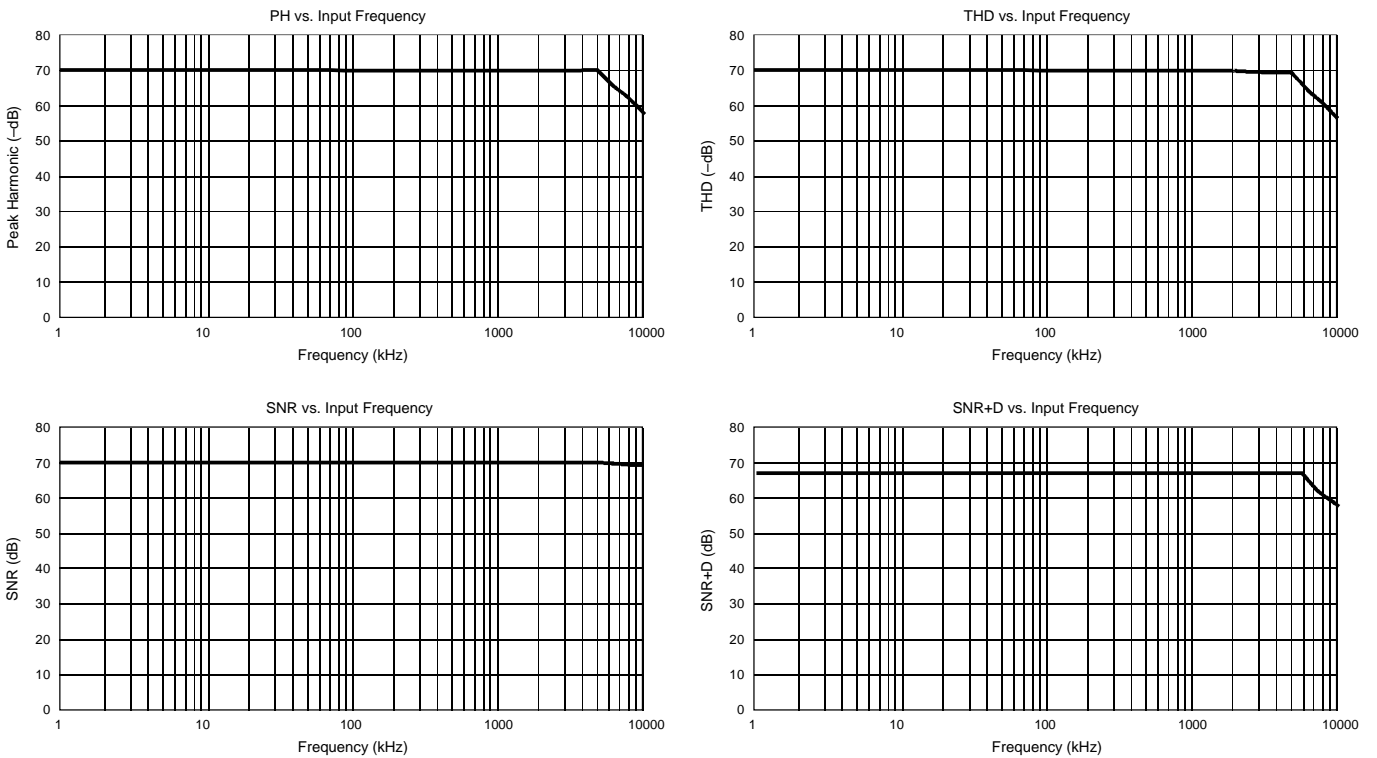 PH vs. Input Frequency
80
70
60
50
40
30
20
10
0
Peak Harmonic (–dB)
1 10 100 1000 10000
Frequency (kHz)
THD vs. Input Frequency
80
70
60
50
40
30
20
10
0
THD (–dB)
1 10 100 1000 10000
Frequency (kHz)
SNR vs. Input Frequency
80
70
60
50
40
30
20
10
0
SNR (dB)
1 10 100 1000 10000
Frequency (kHz)
SNR+D vs. Input Frequency
80
70
60
50
40
30
20
10
0
SNR+D (dB)
1 10 100 1000 10000
Frequency (kHz)